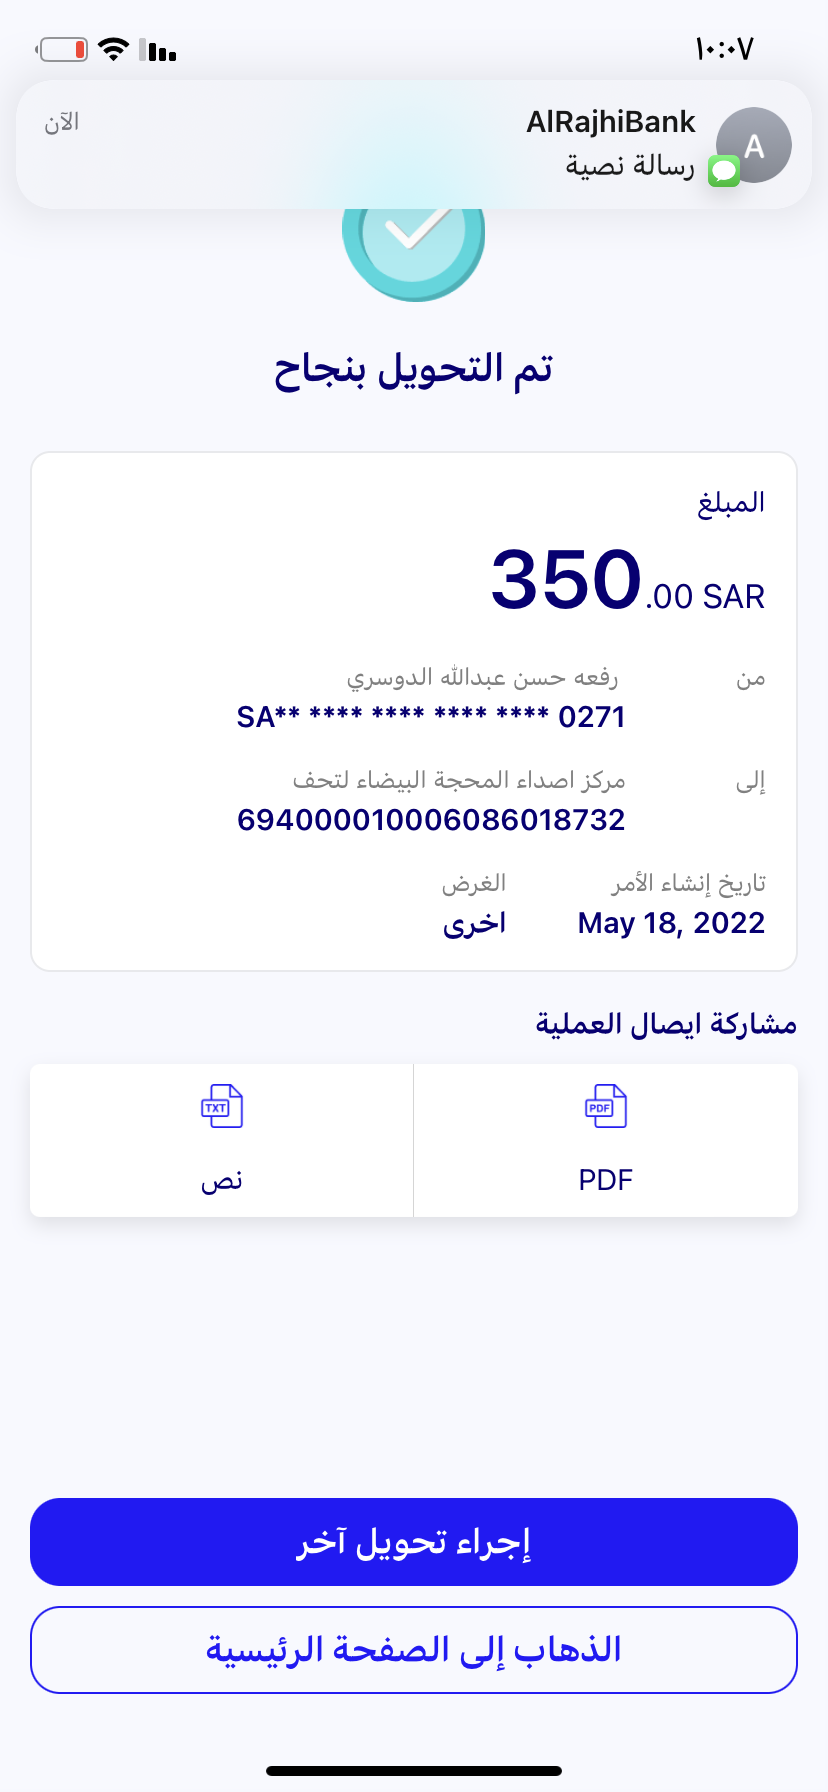 ١٠:٠٧
AlRajhiBank
الآن
A
رسالة نصية
تم التحويل بنجاح
المبلغ
350.00 SAR
من
رفعه حسن عبدالله الدوسري
SA** **** **** **** **** 0271
إلى
مركز اصداء المحجة البيضاء لتحف
694000010006086018732
تاريخ إنشاء الأمر
الغرض
May 18, 2022
اخرى
مشاركة ايصال العملية
PDF
TXT
PDF
نص
إجراء تحويل آخر
الذهاب إلى الصفحة الرئيسية